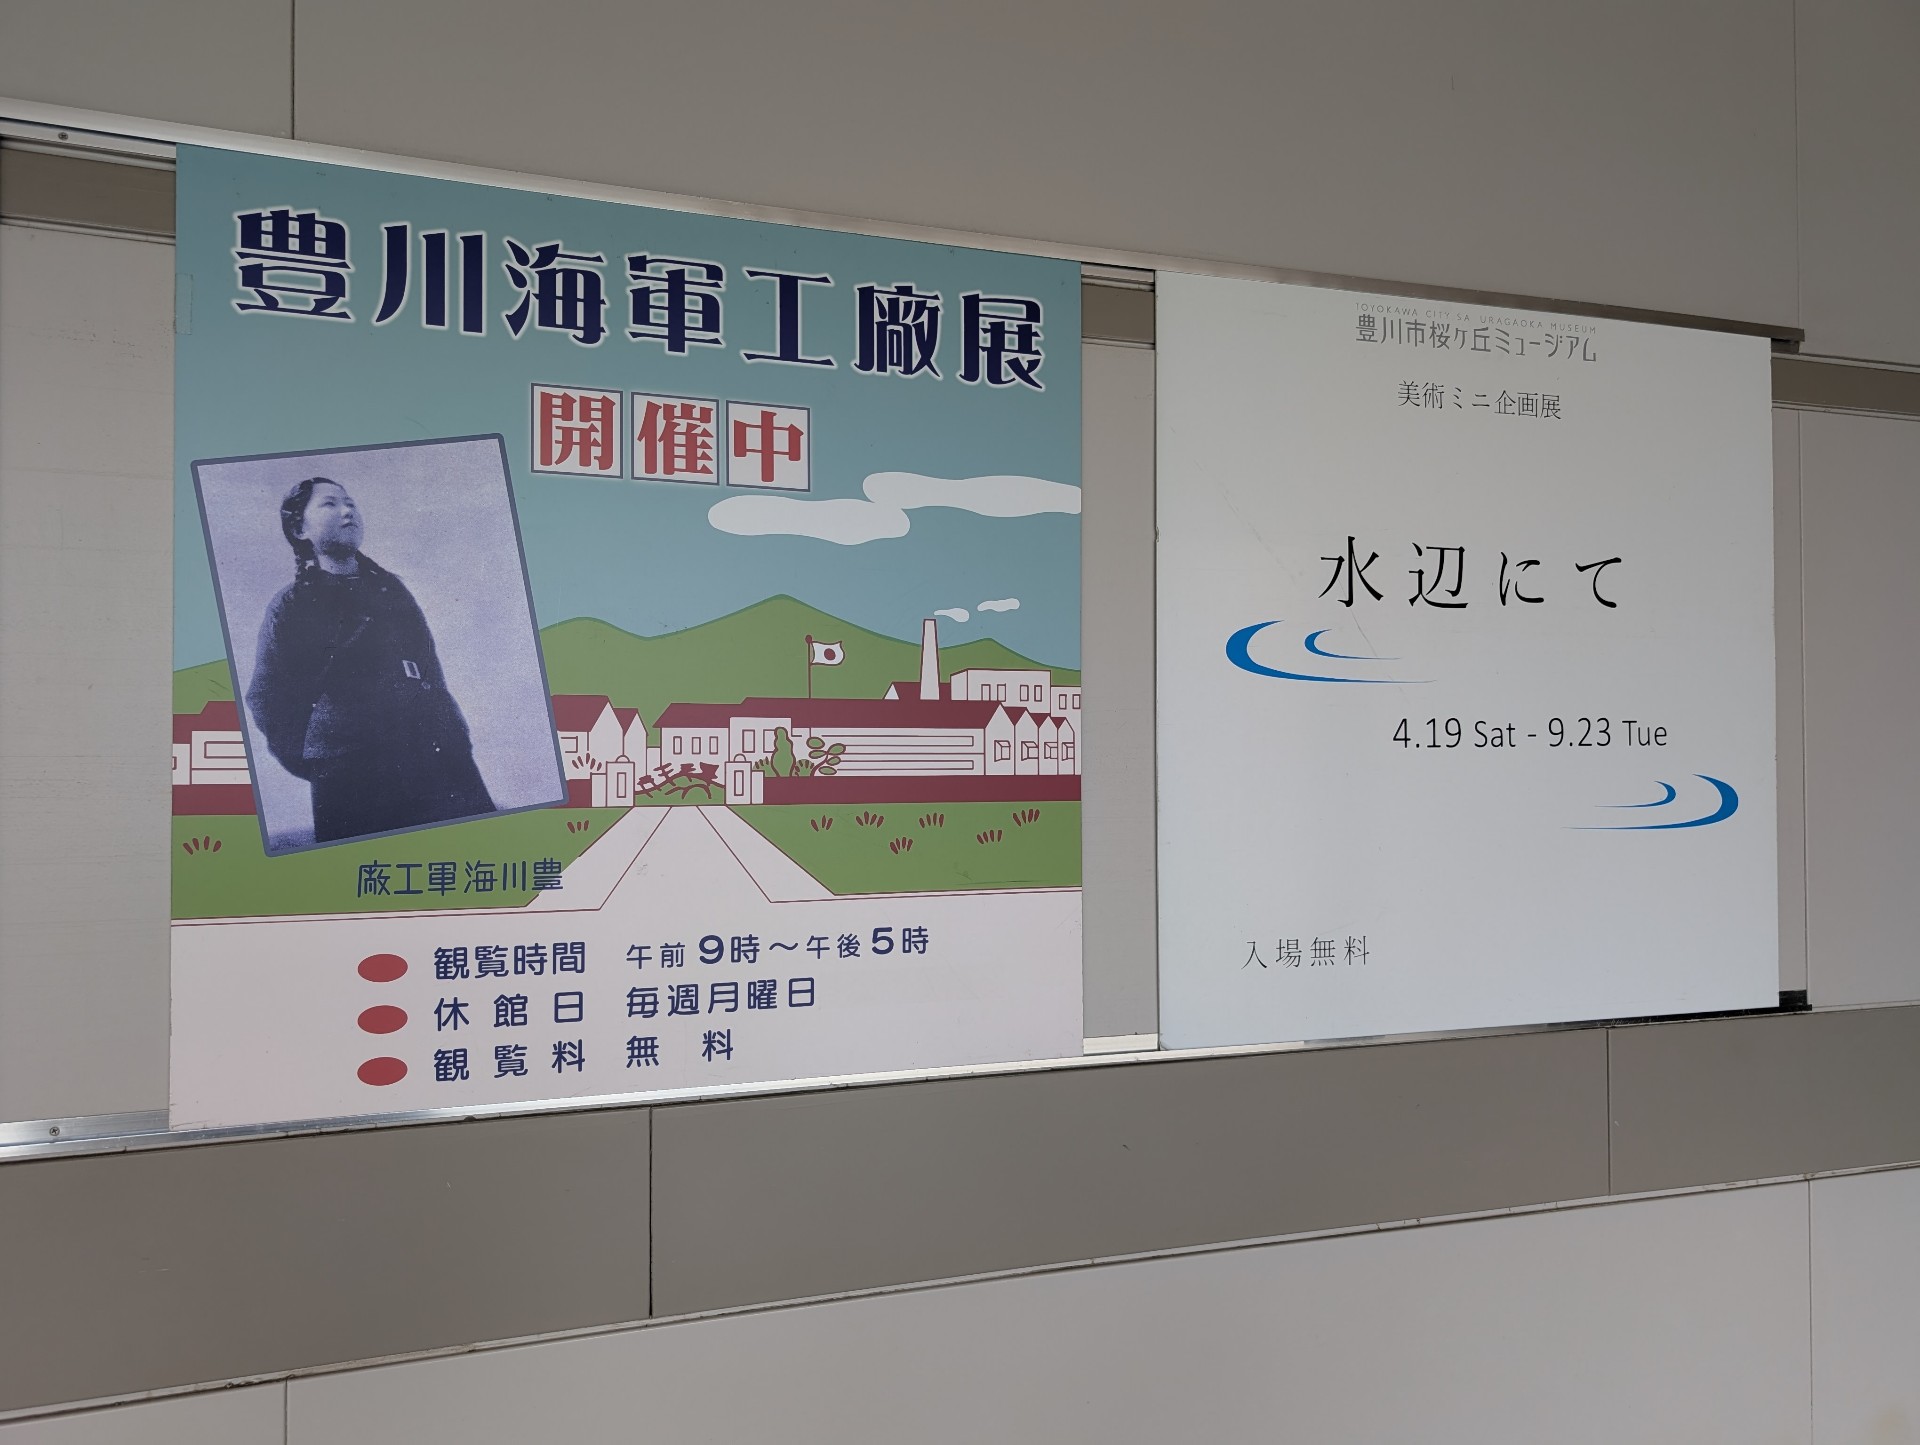 豊川海軍工廠展
開催中
廠工軍海川豊
観覧時間 午前9時～午後5時
休館日 毎週月曜日
観覧料 無料
TOYOKAWA CITY SA URAGAOKA MUSEUM
豊川市桜ヶ丘ミュージアム
美術ミニ企画展
水辺にて
4.19 Sat - 9.23 Tue
入場無料